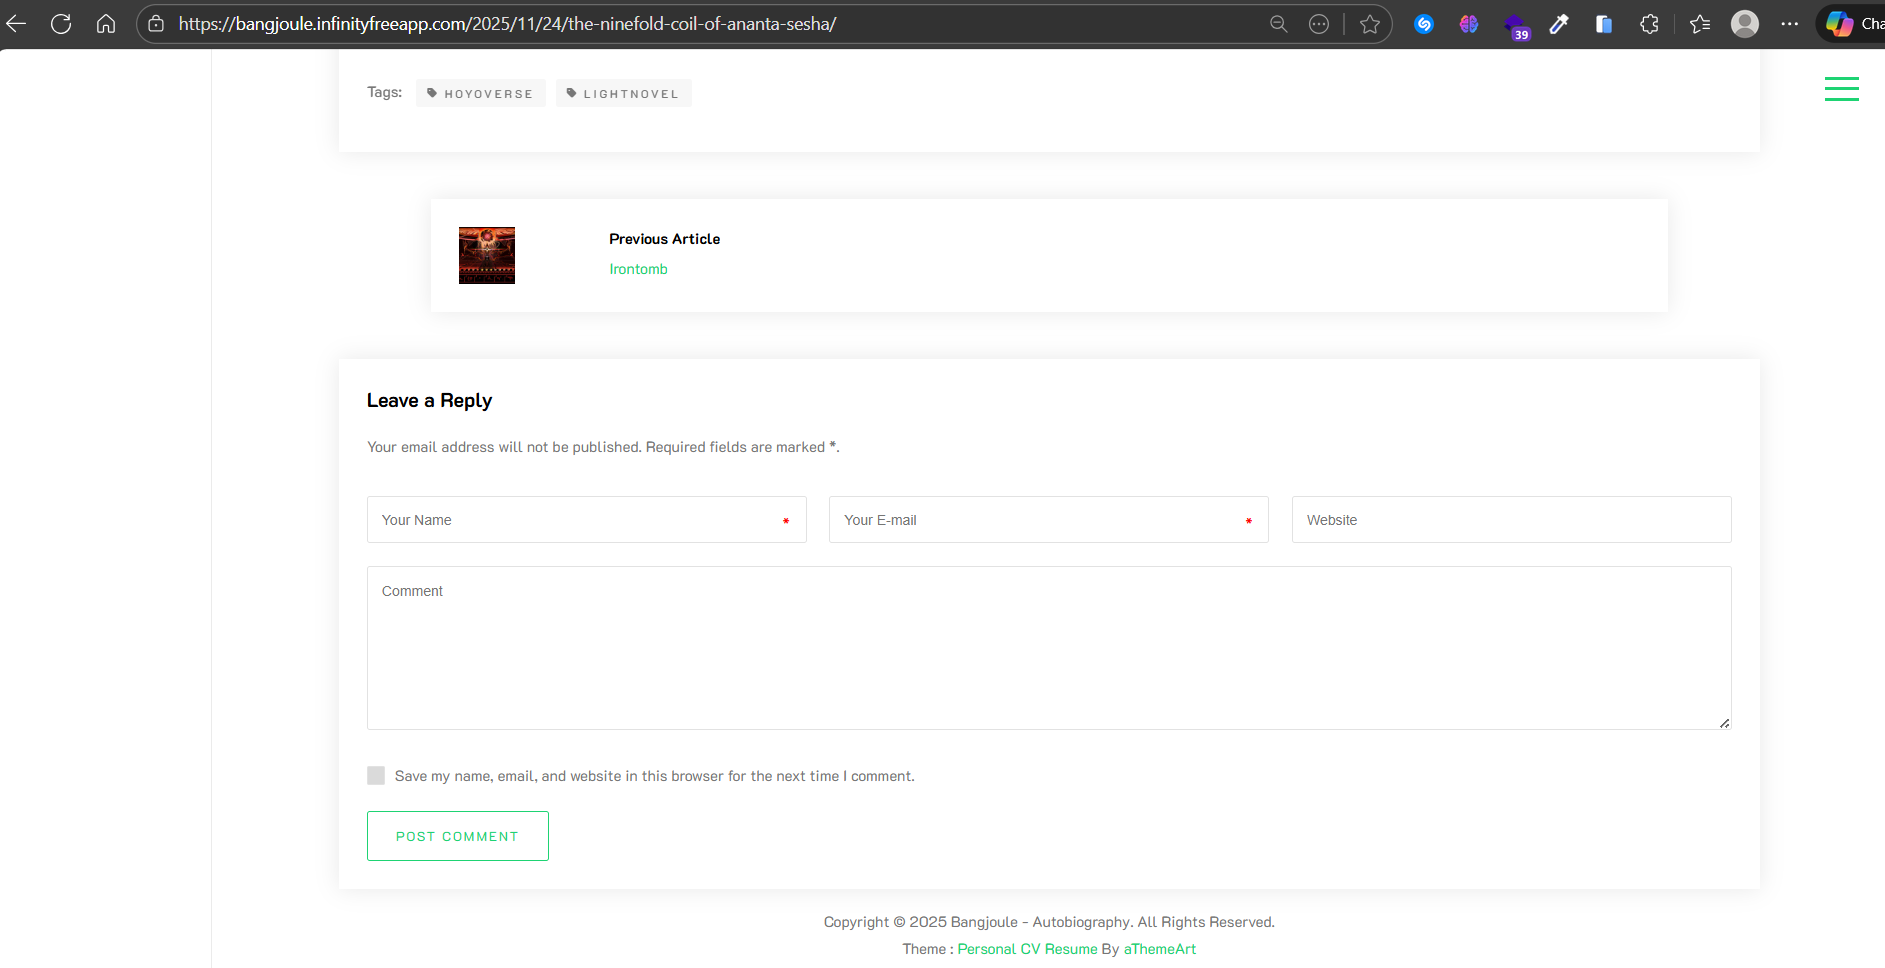 https://bangjoule.infinityfreeapp.com/2025/11/24/the-ninefold-coil-of-ananta-sesha/
39
Cha
Tags: HOYOVERSE LIGHTNOVEL
Previous Article
Irontomb
Leave a Reply
Your email address will not be published. Required fields are marked *.
Your Name * Your E-mail * Website
Comment
Save my name, email, and website in this browser for the next time I comment.
POST COMMENT
Copyright © 2025 Bangjoule - Autobiography. All Rights Reserved.
Theme : Personal CV Resume By aThemeArt